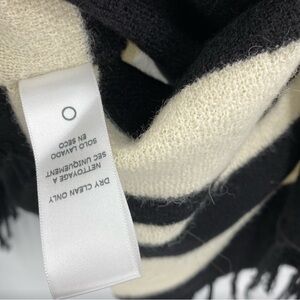 DRY CLEAN ONLY
NETTOYAGE A
SEC UNIQUEMENT
SOLO LAVADO
EN SECO